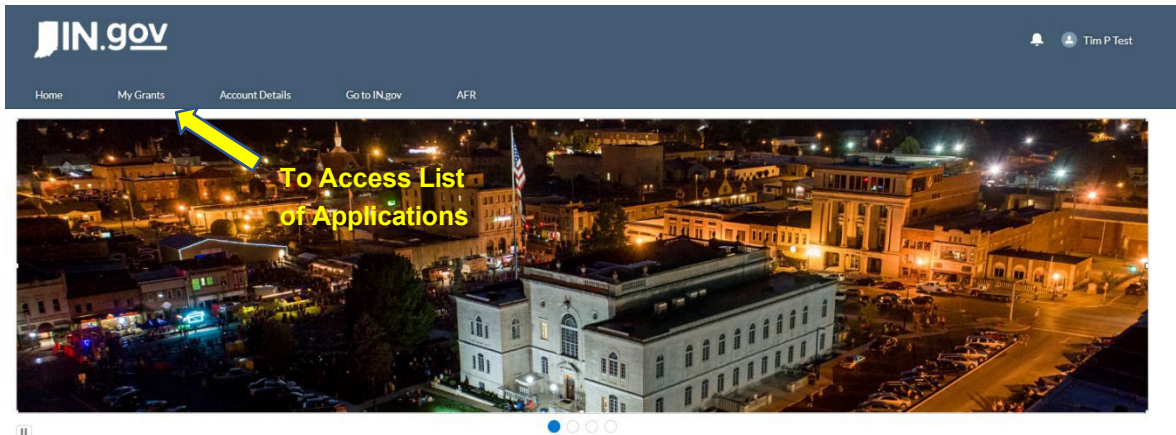 IN.gov
Tim P Test
Home My Grants Account Details Go to IN.gov AFR
To Access List
of Applications